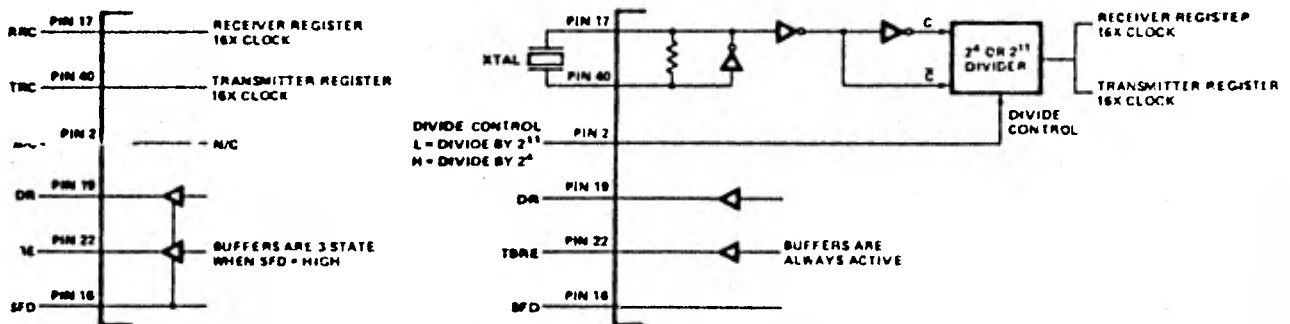 RRC
PIN 17
RECEIVER REGISTER
16X CLOCK
TRC
PIN 40
TRANSMITTER REGISTER
16X CLOCK
PIN 2
N/C
DR
PIN 19
PIN 22
BUFFERS ARE 3 STATE
WHEN SFD = HIGH
SFD
PIN 16
PIN 17
XTAL
PIN 40
C
C̅
2⁴ OR 2¹¹
DIVIDER
RECEIVER REGISTER
16X CLOCK
TRANSMITTER REGISTER
16X CLOCK
DIVIDE
CONTROL
DIVIDE CONTROL
L = DIVIDE BY 2¹¹
H = DIVIDE BY 2⁴
PIN 2
DR
PIN 19
TBRE
PIN 22
BUFFERS ARE
ALWAYS ACTIVE
SFD
PIN 16